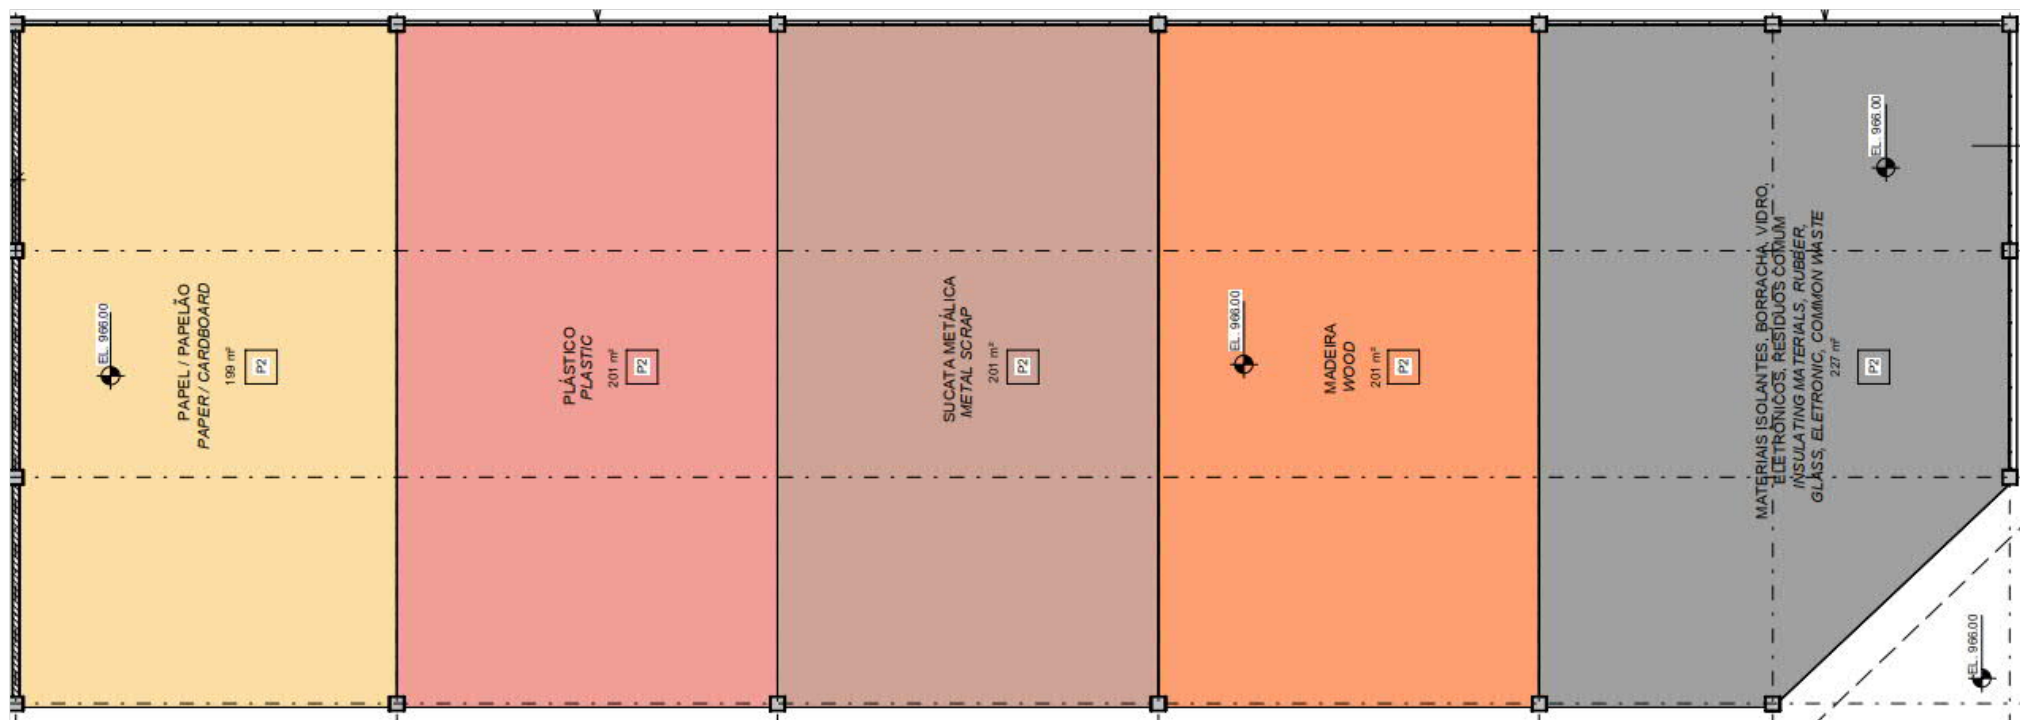 EL. 966.00
PAPEL / PAPELÃO
PAPER / CARDBOARD
199 m²
P2
PLÁSTICO
PLASTIC
201 m²
P2
SUCATA METÁLICA
METAL SCRAP
201 m²
P2
EL. 966.00
MADEIRA
WOOD
201 m²
P2
MATERIAIS ISOLANTES, BORRACHA, VIDRO,
ELETRÔNICOS, RESÍDUOS COMUM
INSULATING MATERIALS, RUBBER,
GLASS, ELETRONIC, COMMON WASTE
227 m²
P2
EL. 966.00
EL. 966.00